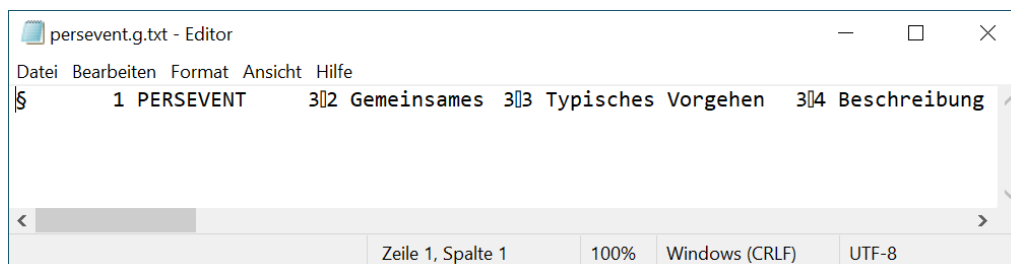 persevent.g.txt - Editor
Datei Bearbeiten Format Ansicht Hilfe
§ 1 PERSEVENT 3▯2 Gemeinsames 3▯3 Typisches Vorgehen 3▯4 Beschreibung
Zeile 1, Spalte 1 100% Windows (CRLF) UTF-8